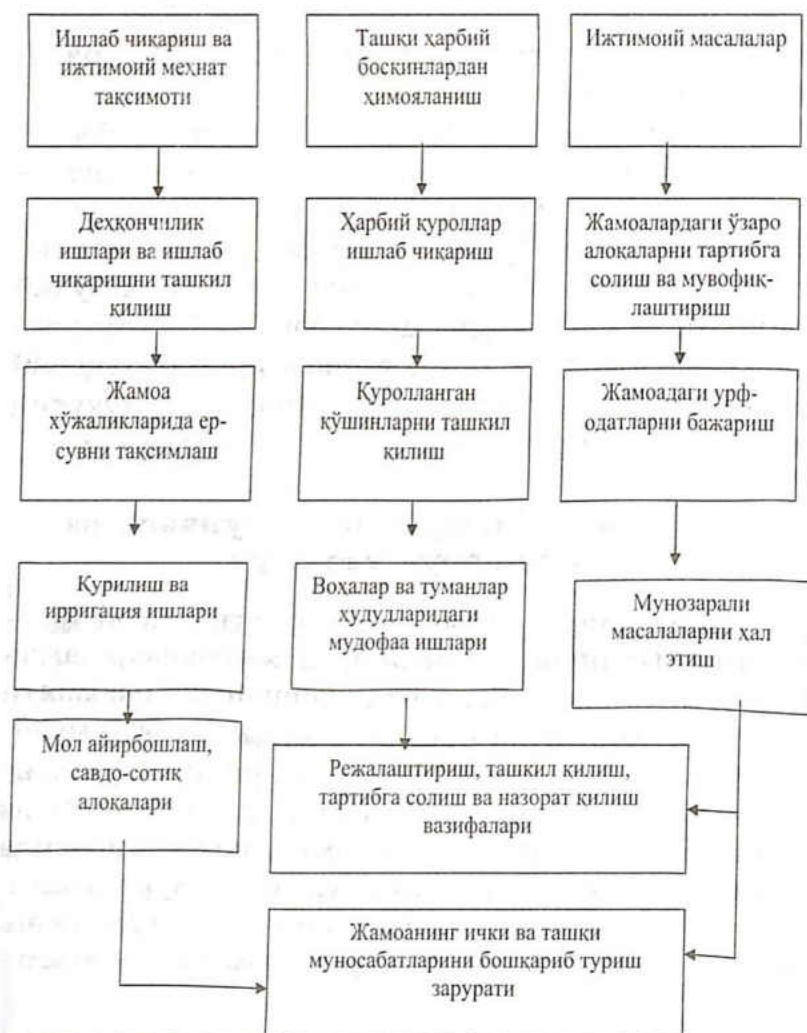 Ишлаб чиқариш ва
ижтимоий меҳнат
тақсимоти
Ташқи ҳарбий
босқинлардан
ҳимояланиш
Ижтимоий масалалар
Деҳқончилик
ишлари ва ишлаб
чиқаришни ташкил
қилиш
Ҳарбий қуроллар
ишлаб чиқариш
Жамоалардаги ўзаро
алоқаларни тартибга
солиш ва мувофиқ-
лаштириш
Жамоа
хўжаликларида ер-
сувни тақсимлаш
Қуролланган
қўшинларни ташкил
қилиш
Жамоадаги урф-
одатларни бажариш
Қурилиш ва
ирригация ишлари
Воҳалар ва туманлар
ҳудудларидаги
мудофаа ишлари
Мунозарали
масалаларни ҳал
этиш
Мол айирбошлаш,
савдо-сотиқ
алоқалари
Режалаштириш, ташкил қилиш,
тартибга солиш ва назорат қилиш
вазифалари
Жамоанинг ички ва ташқи
муносабатларини бошқариб туриш
зарурати